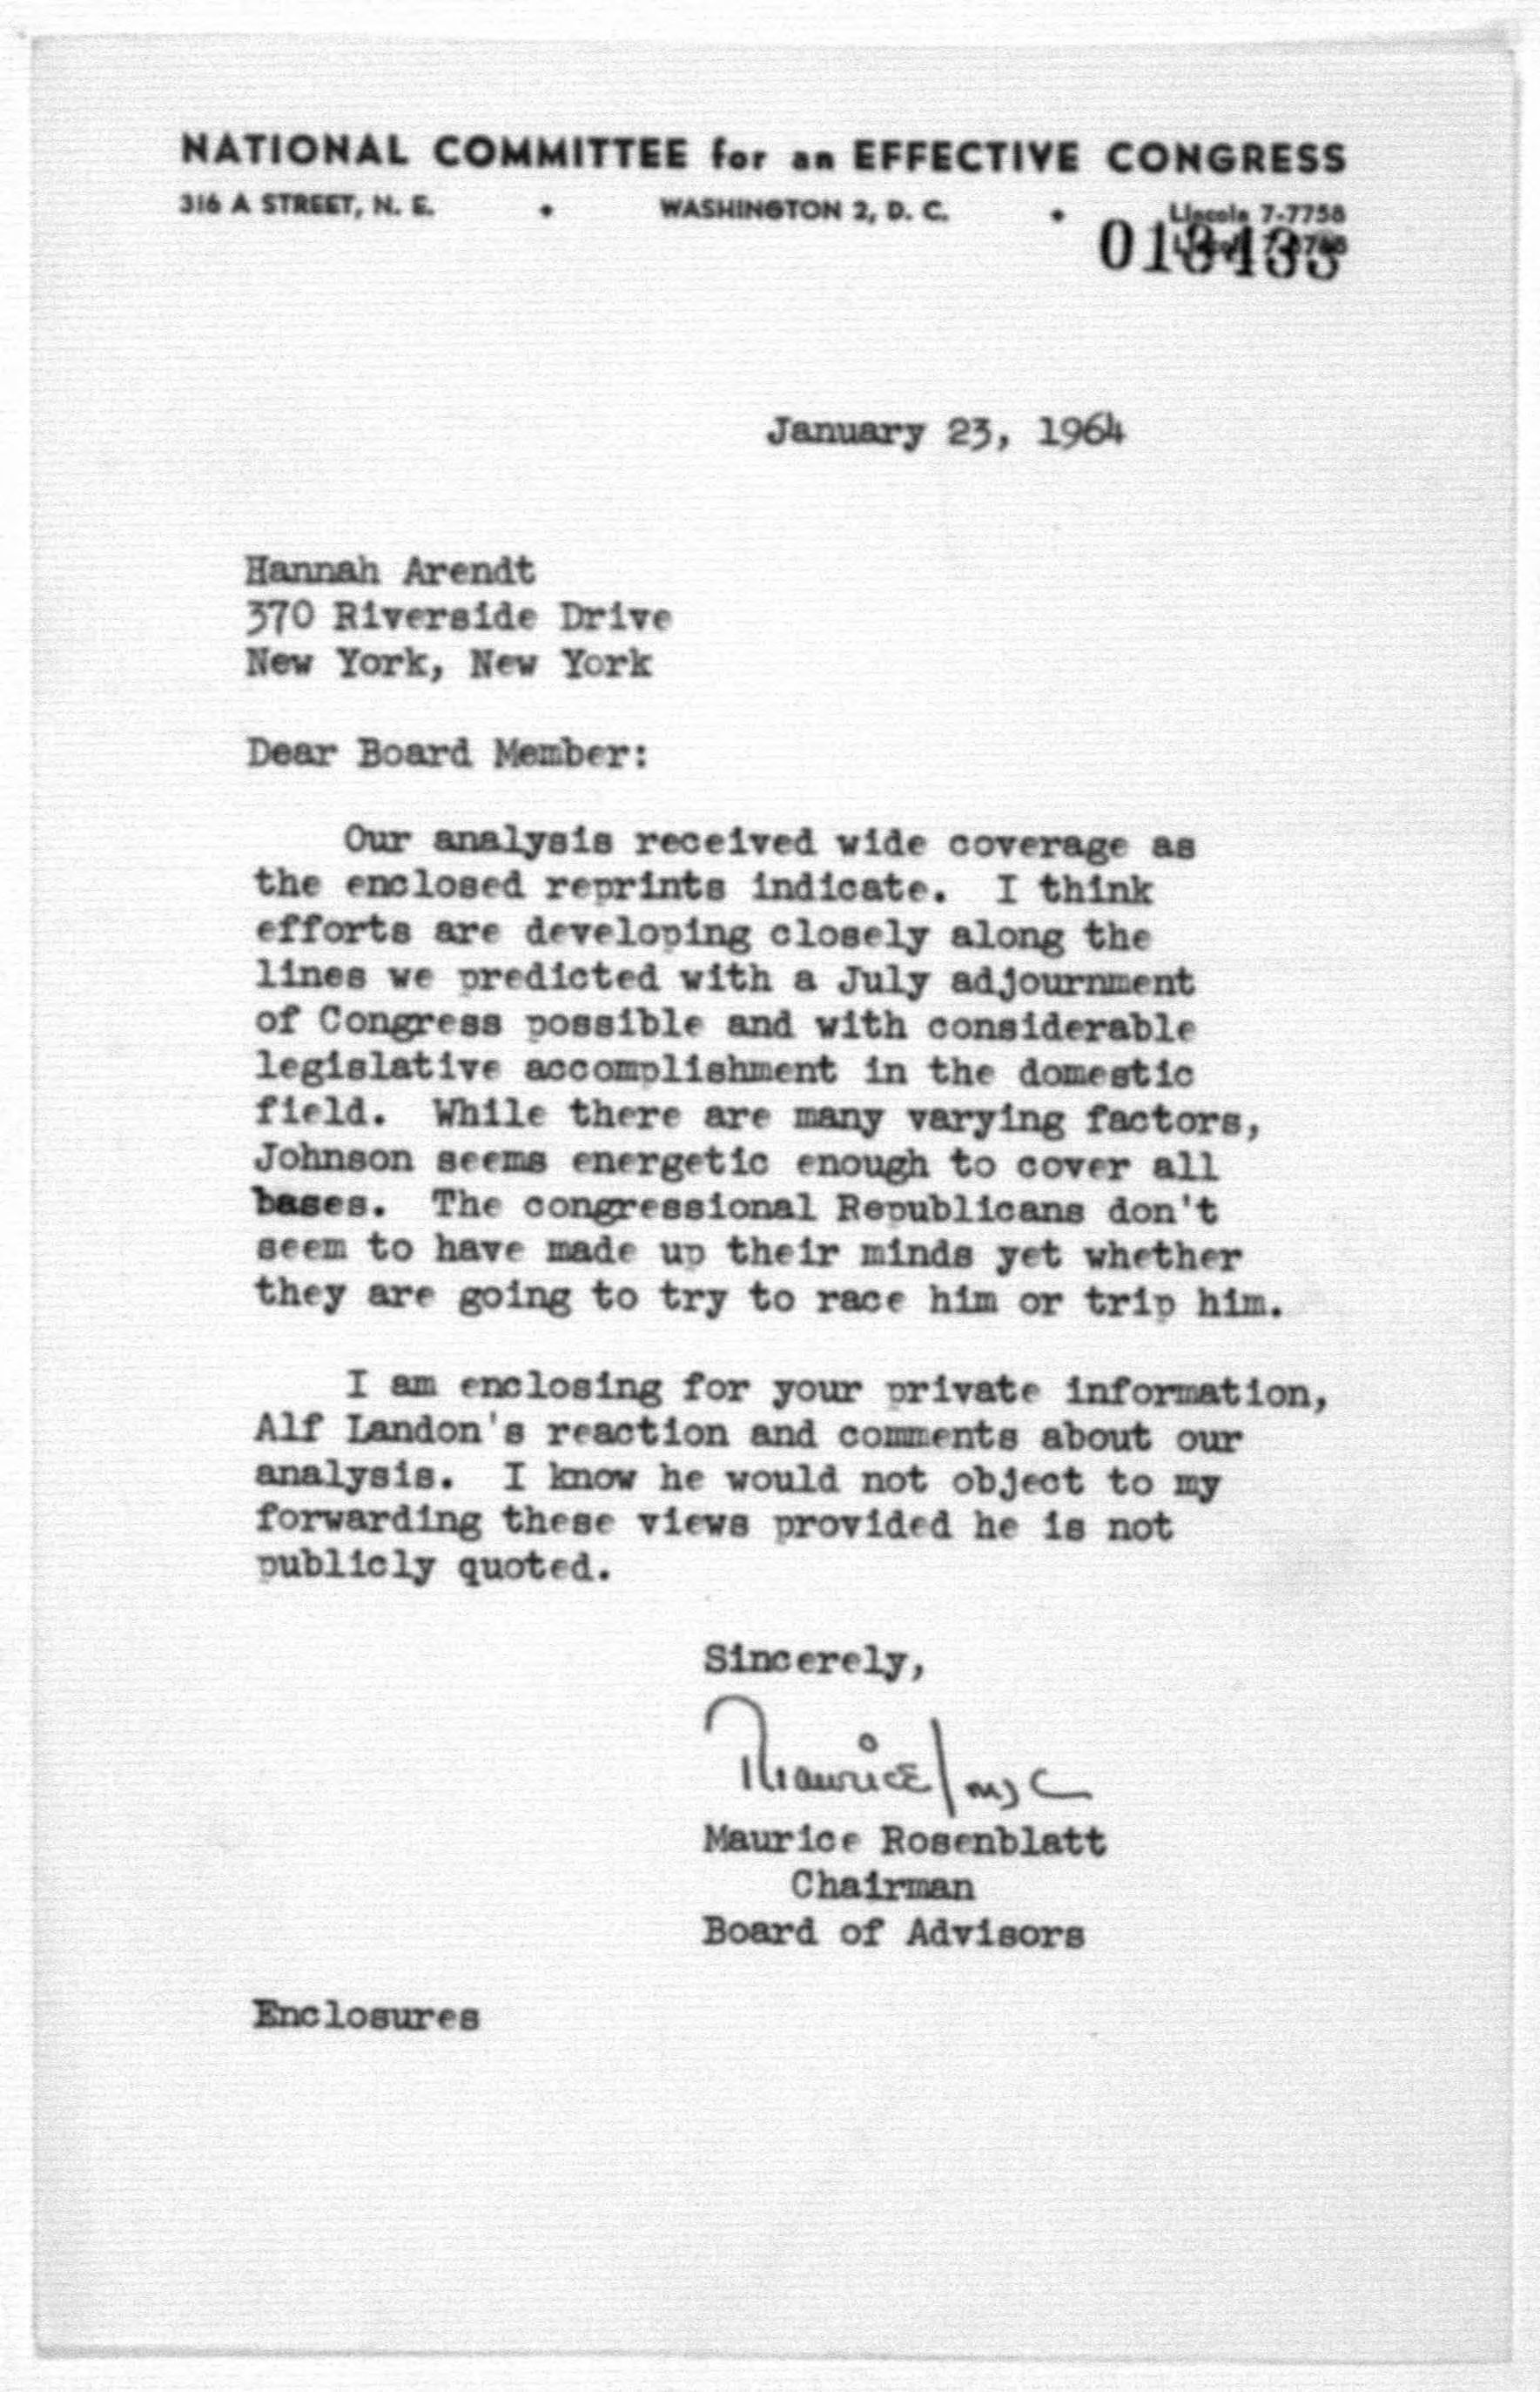 NATIONAL COMMITTEE for an EFFECTIVE CONGRESS
316 A STREET, N. E. • WASHINGTON 2, D. C. • Lincoln 7-7758
013433
January 23, 1964
Hannah Arendt
370 Riverside Drive
New York, New York
Dear Board Member:
Our analysis received wide coverage as
the enclosed reprints indicate. I think
efforts are developing closely along the
lines we predicted with a July adjournment
of Congress possible and with considerable
legislative accomplishment in the domestic
field. While there are many varying factors,
Johnson seems energetic enough to cover all
bases. The congressional Republicans don't
seem to have made up their minds yet whether
they are going to try to race him or trip him.
I am enclosing for your private information,
Alf Landon's reaction and comments about our
analysis. I know he would not object to my
forwarding these views provided he is not
publicly quoted.
Sincerely,
Maurice/mjc
Maurice Rosenblatt
Chairman
Board of Advisors
Enclosures